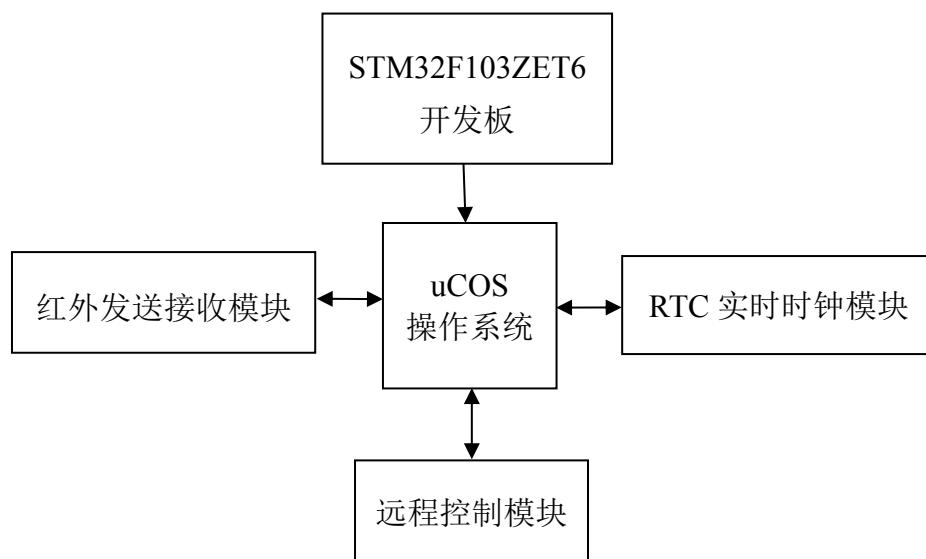 STM32F103ZET6
开发板
uCOS
操作系统
红外发送接收模块
RTC 实时时钟模块
远程控制模块